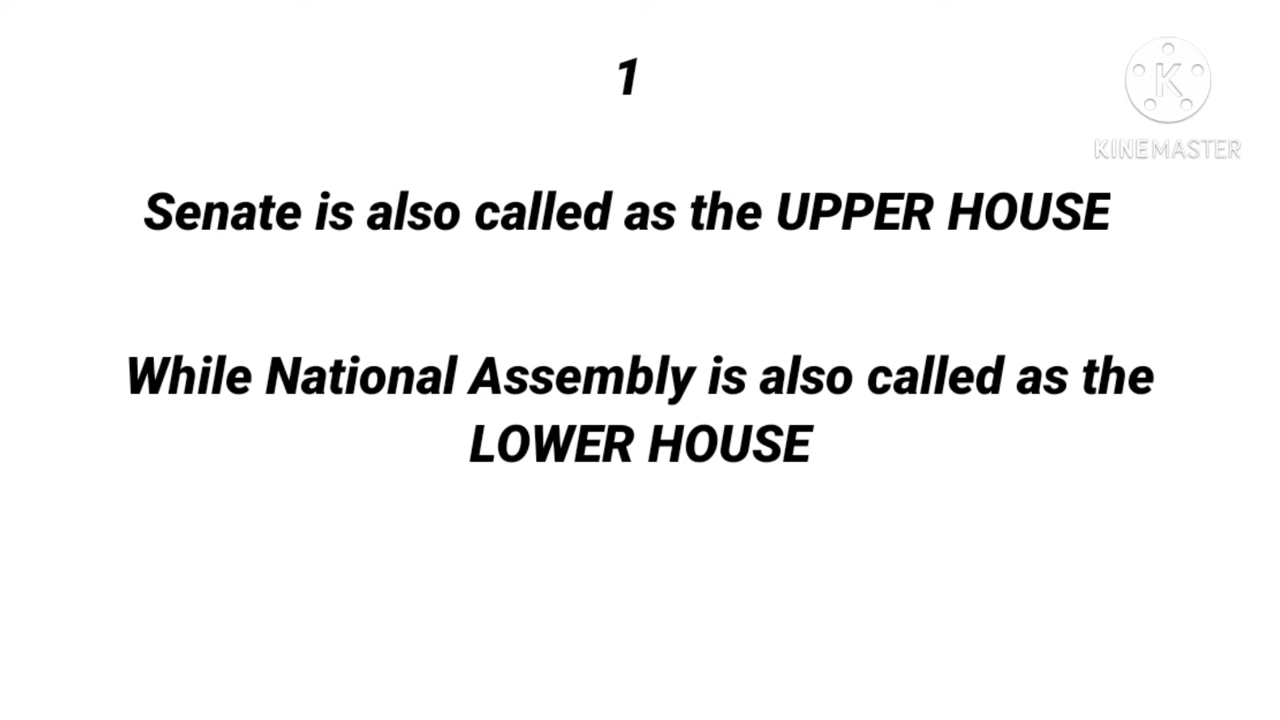 1
K
KINEMASTER
Senate is also called as the UPPER HOUSE
While National Assembly is also called as the
LOWER HOUSE